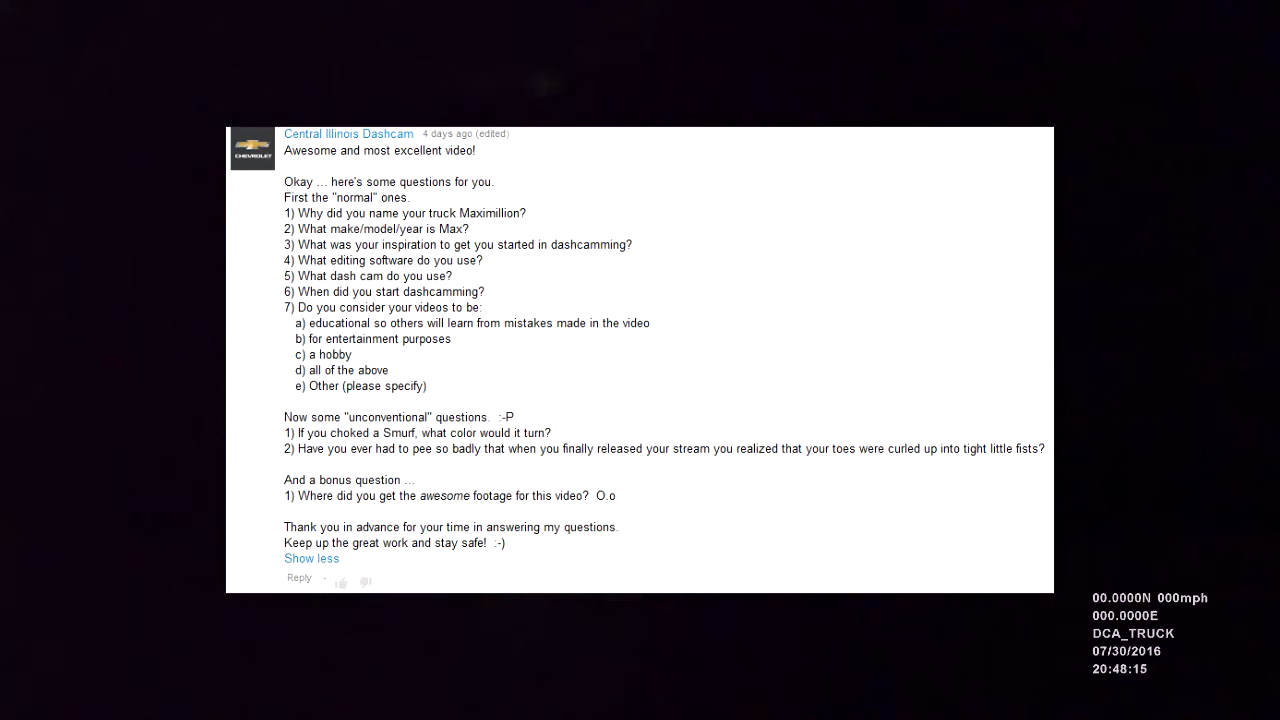 Central Illinois Dashcam 4 days ago (edited)
CHEVROLET
Awesome and most excellent video!
Okay ... here's some questions for you.
First the "normal" ones.
1) Why did you name your truck Maximillion?
2) What make/model/year is Max?
3) What was your inspiration to get you started in dashcamming?
4) What editing software do you use?
5) What dash cam do you use?
6) When did you start dashcamming?
7) Do you consider your videos to be:
a) educational so others will learn from mistakes made in the video
b) for entertainment purposes
c) a hobby
d) all of the above
e) Other (please specify)
Now some "unconventional" questions. :-P
1) If you choked a Smurf, what color would it turn?
2) Have you ever had to pee so badly that when you finally released your stream you realized that your toes were curled up into tight little fists?
And a bonus question ...
1) Where did you get the awesome footage for this video? O.o
Thank you in advance for your time in answering my questions.
Keep up the great work and stay safe! :-)
Show less
Reply -
00.0000N 000mph
000.0000E
DCA_TRUCK
07/30/2016
20:48:15